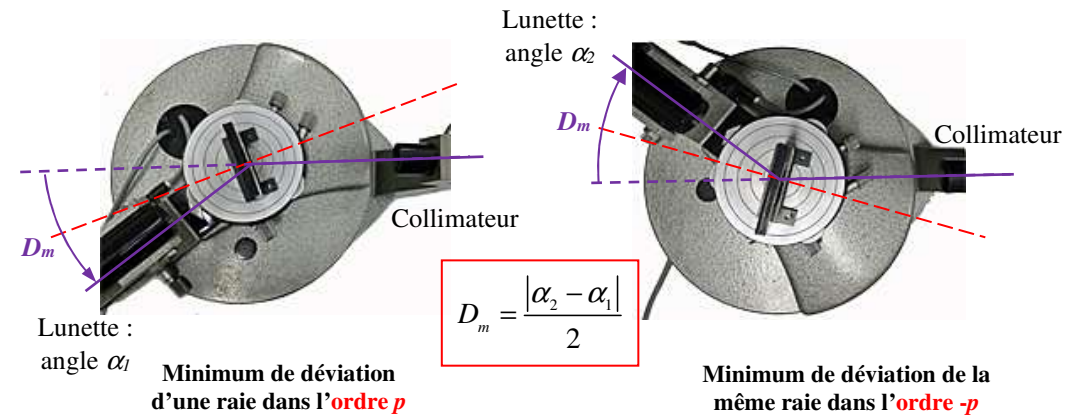 Lunette :
angle α2
Dm
Collimateur
Dm
Collimateur
Lunette :
angle α1
Dm = |α2 − α1| / 2
Minimum de déviation
d'une raie dans l'ordre p
Minimum de déviation de la
même raie dans l'ordre -p